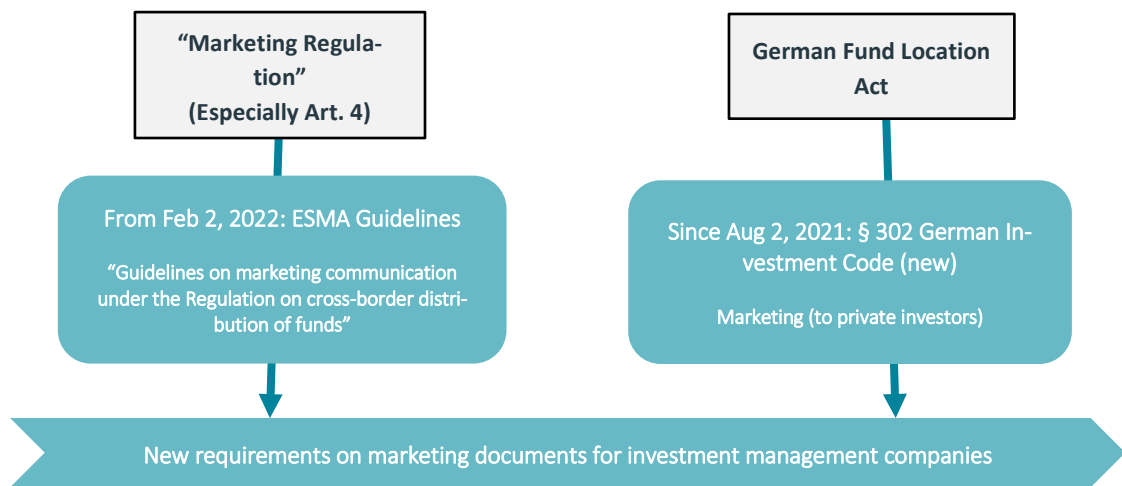 “Marketing Regula-
tion”
(Especially Art. 4)
German Fund Location
Act
From Feb 2, 2022: ESMA Guidelines
“Guidelines on marketing communication
under the Regulation on cross-border distri-
bution of funds”
Since Aug 2, 2021: § 302 German In-
vestment Code (new)
Marketing (to private investors)
New requirements on marketing documents for investment management companies